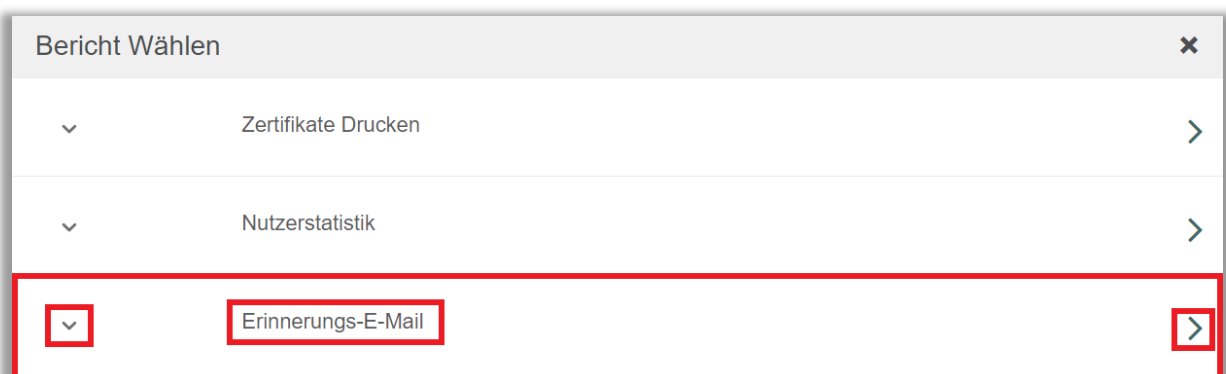 Bericht Wählen
Zertifikate Drucken
Nutzerstatistik
Erinnerungs-E-Mail